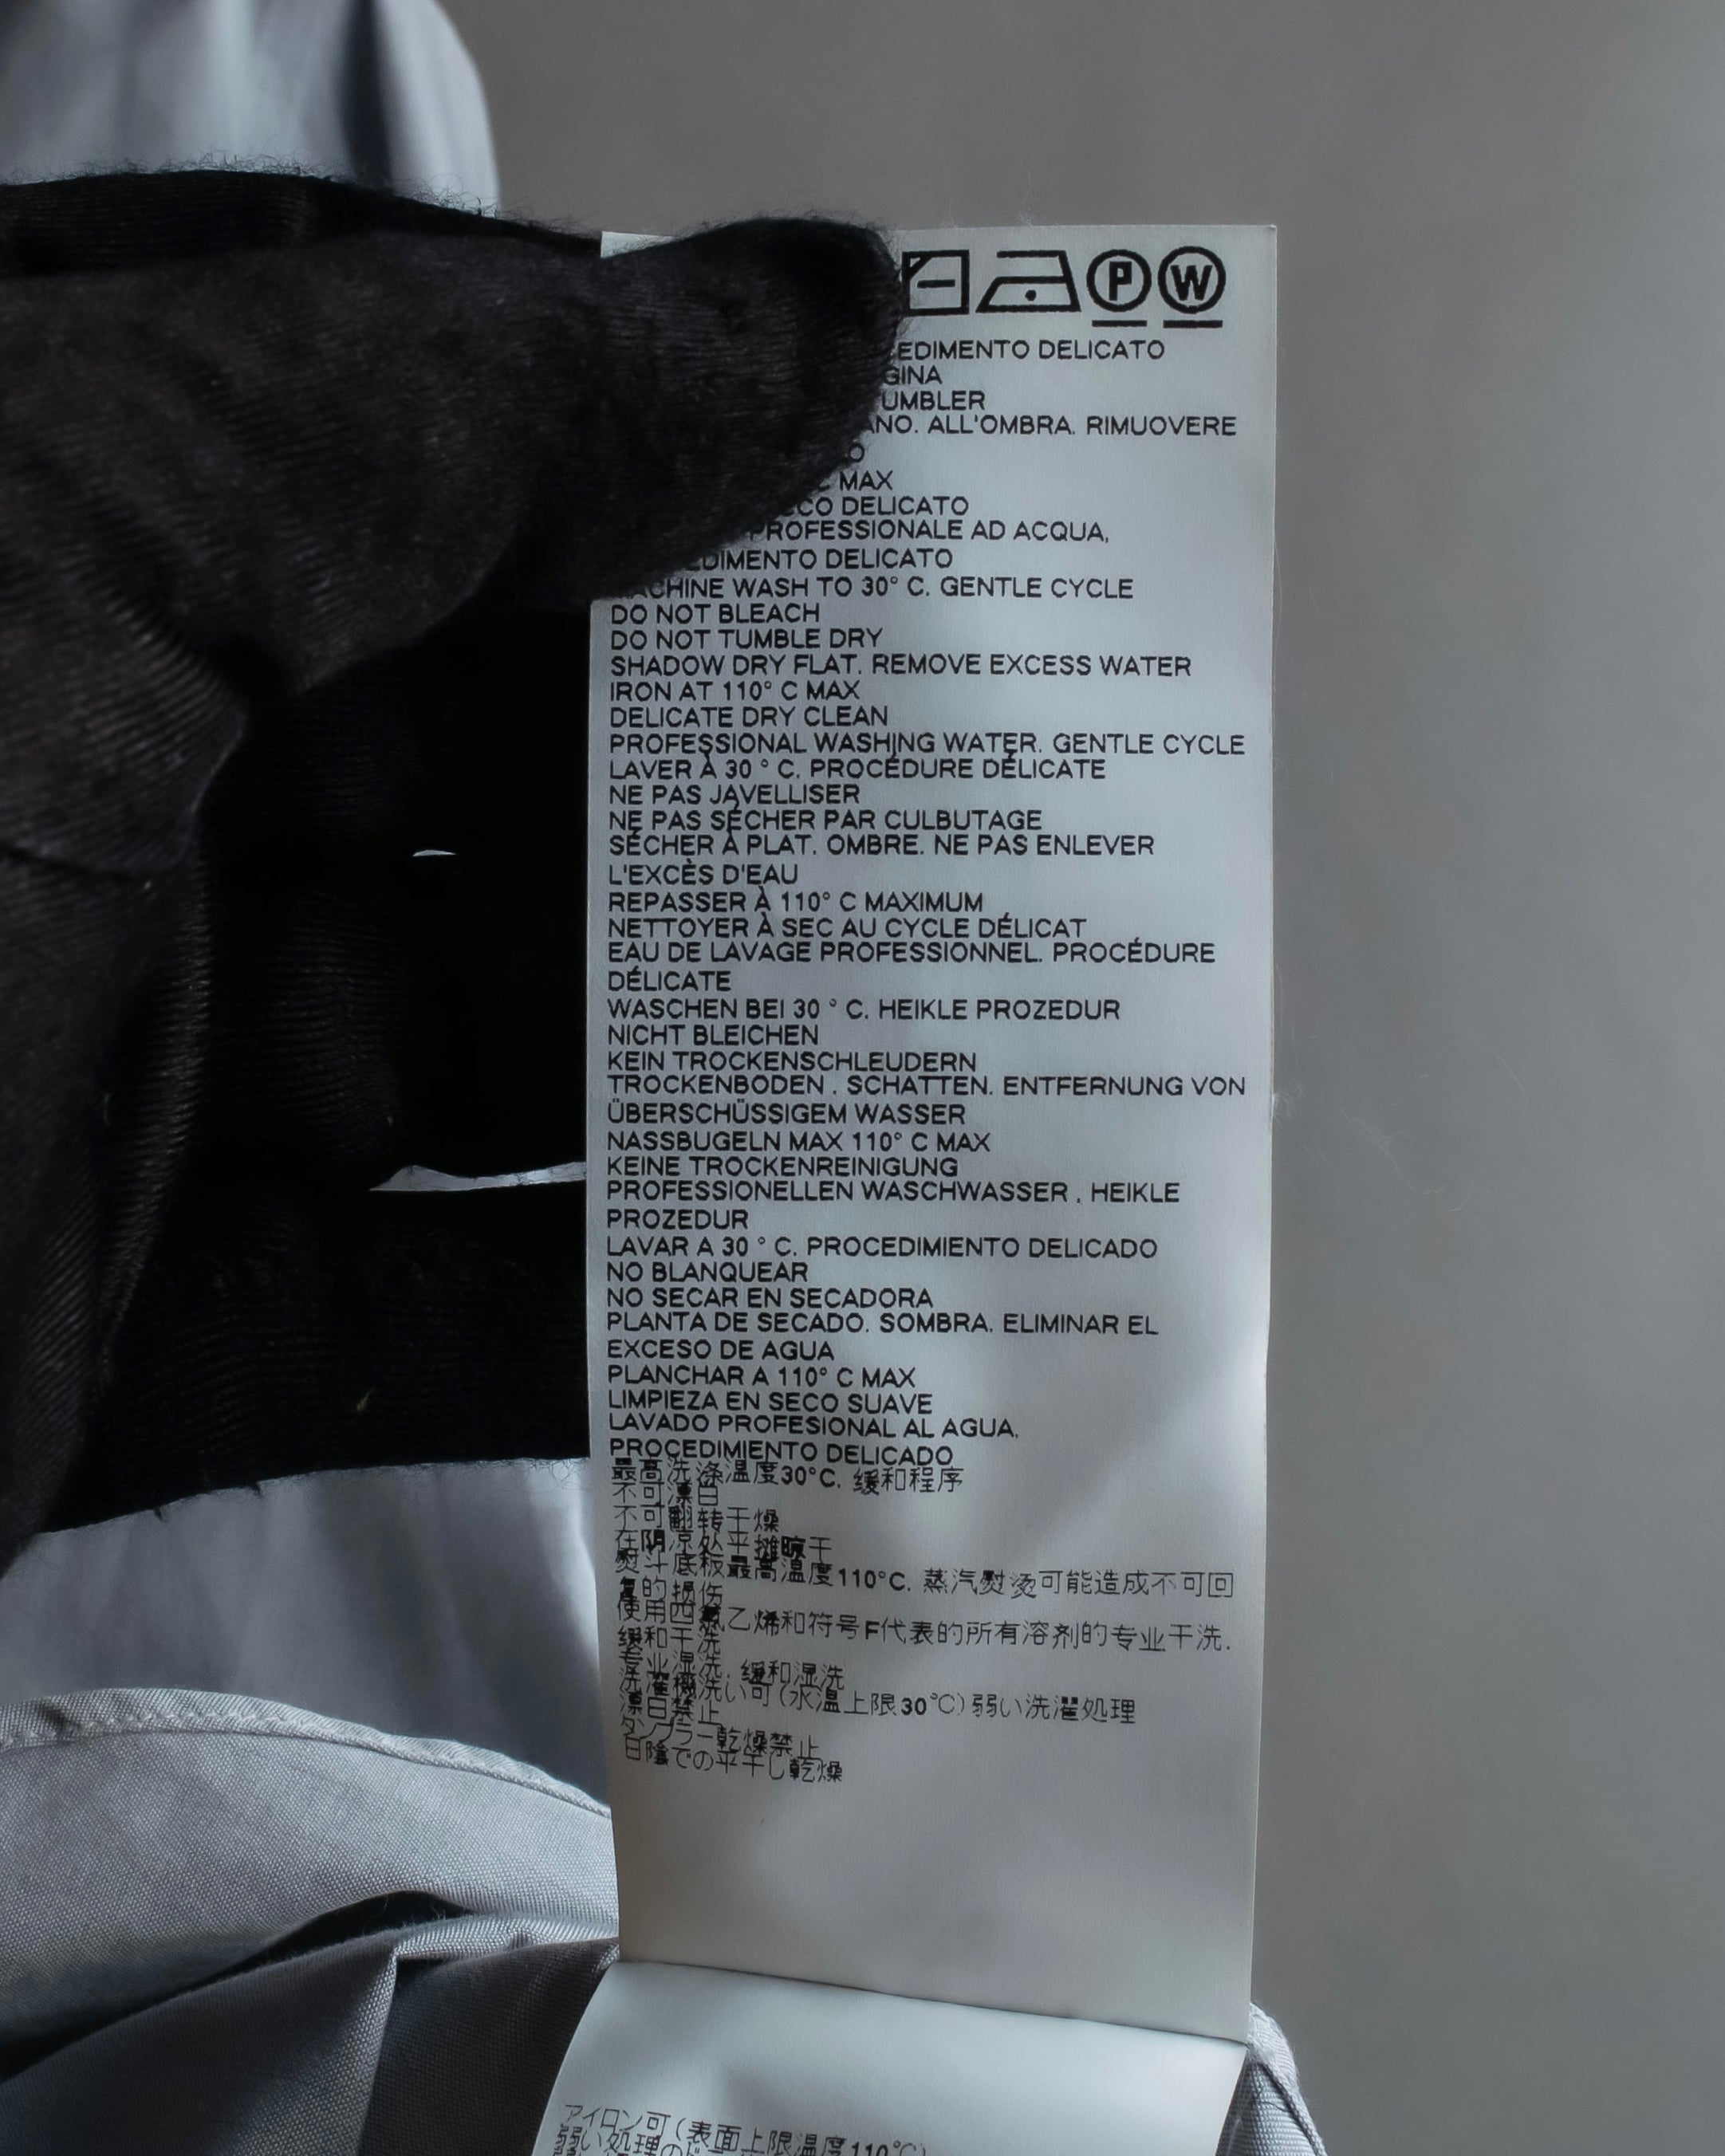 P W
DELICATO
UMBLER
ALL'OMBRA. RIMUOVERE
MAX
DELICATO
PROFESSIONALE AD ACQUA,
DELICATO
MACHINE WASH TO 30° C. GENTLE CYCLE
DO NOT BLEACH
DO NOT TUMBLE DRY
SHADOW DRY FLAT. REMOVE EXCESS WATER
IRON AT 110° C MAX
DELICATE DRY CLEAN
PROFESSIONAL WASHING WATER. GENTLE CYCLE
LAVER À 30 ° C. PROCÉDURE DÉLICATE
NE PAS JAVELLISER
NE PAS SÉCHER PAR CULBUTAGE
SÉCHER À PLAT. OMBRE. NE PAS ENLEVER
L'EXCÈS D'EAU
REPASSER À 110° C MAXIMUM
NETTOYER À SEC AU CYCLE DÉLICAT
EAU DE LAVAGE PROFESSIONNEL. PROCÉDURE
DÉLICATE
WASCHEN BEI 30 ° C. HEIKLE PROZEDUR
NICHT BLEICHEN
KEIN TROCKENSCHLEUDERN
TROCKENBODEN . SCHATTEN. ENTFERNUNG VON
ÜBERSCHÜSSIGEM WASSER
NASSBUGELN MAX 110° C MAX
KEINE TROCKENREINIGUNG
PROFESSIONELLEN WASCHWASSER , HEIKLE
PROZEDUR
LAVAR A 30 ° C. PROCEDIMIENTO DELICADO
NO BLANQUEAR
NO SECAR EN SECADORA
PLANTA DE SECADO. SOMBRA. ELIMINAR EL
EXCESO DE AGUA
PLANCHAR A 110° C MAX
LIMPIEZA EN SECO SUAVE
LAVADO PROFESIONAL AL AGUA,
PROCEDIMIENTO DELICADO
最高洗涤温度30°C. 缓和程序
不可漂白
不可翻转干燥
在阴凉处平摊晾干
熨斗底板最高温度110°C. 蒸汽熨烫可能造成不可回
复的损伤
使用四氯乙烯和符号F代表的所有溶剂的专业干洗.
缓和干洗
专业湿洗. 缓和湿洗
洗濯機洗い可(水温上限30°C)弱い洗濯処理
漂白禁止
タンブラー乾燥禁止
日陰での平干し乾燥
アイロン可(表面上限温度110°C)
弱い処理の